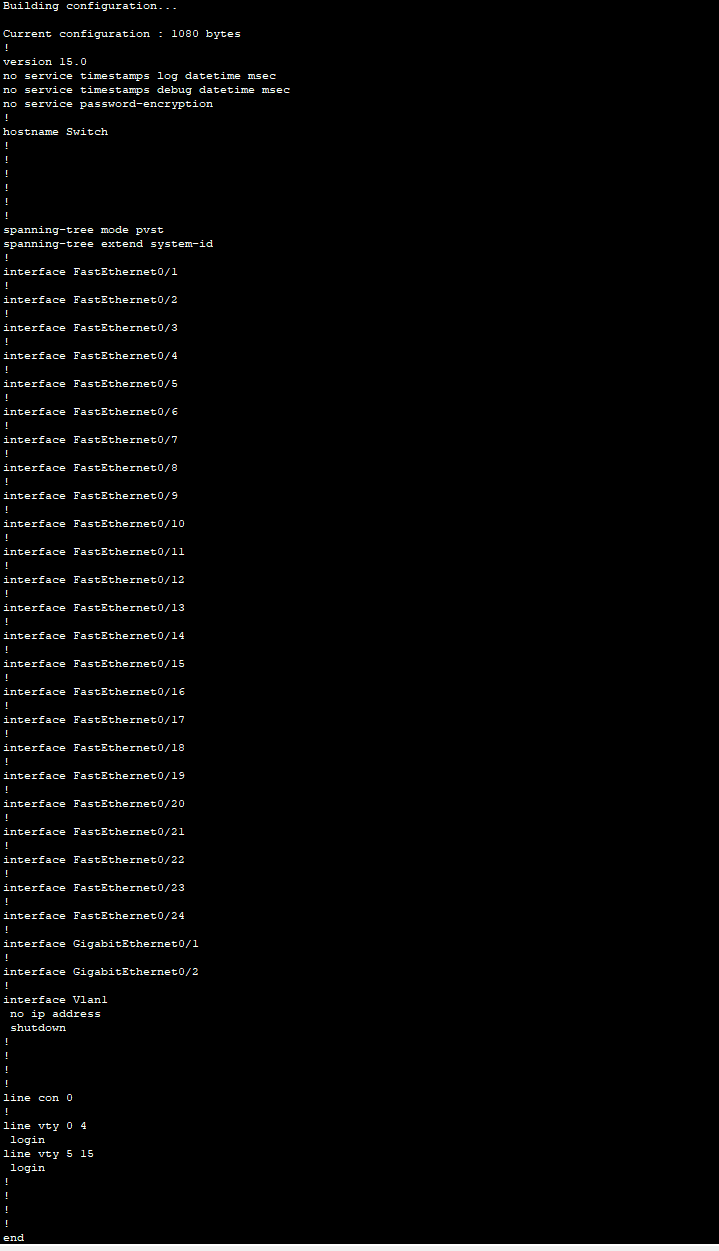 Building configuration...
Current configuration : 1080 bytes
!
version 15.0
no service timestamps log datetime msec
no service timestamps debug datetime msec
no service password-encryption
!
hostname Switch
!
!
!
!
!
!
spanning-tree mode pvst
spanning-tree extend system-id
!
interface FastEthernet0/1
!
interface FastEthernet0/2
!
interface FastEthernet0/3
!
interface FastEthernet0/4
!
interface FastEthernet0/5
!
interface FastEthernet0/6
!
interface FastEthernet0/7
!
interface FastEthernet0/8
!
interface FastEthernet0/9
!
interface FastEthernet0/10
!
interface FastEthernet0/11
!
interface FastEthernet0/12
!
interface FastEthernet0/13
!
interface FastEthernet0/14
!
interface FastEthernet0/15
!
interface FastEthernet0/16
!
interface FastEthernet0/17
!
interface FastEthernet0/18
!
interface FastEthernet0/19
!
interface FastEthernet0/20
!
interface FastEthernet0/21
!
interface FastEthernet0/22
!
interface FastEthernet0/23
!
interface FastEthernet0/24
!
interface GigabitEthernet0/1
!
interface GigabitEthernet0/2
!
interface Vlan1
 no ip address
 shutdown
!
!
!
!
line con 0
!
line vty 0 4
 login
line vty 5 15
 login
!
!
!
!
end